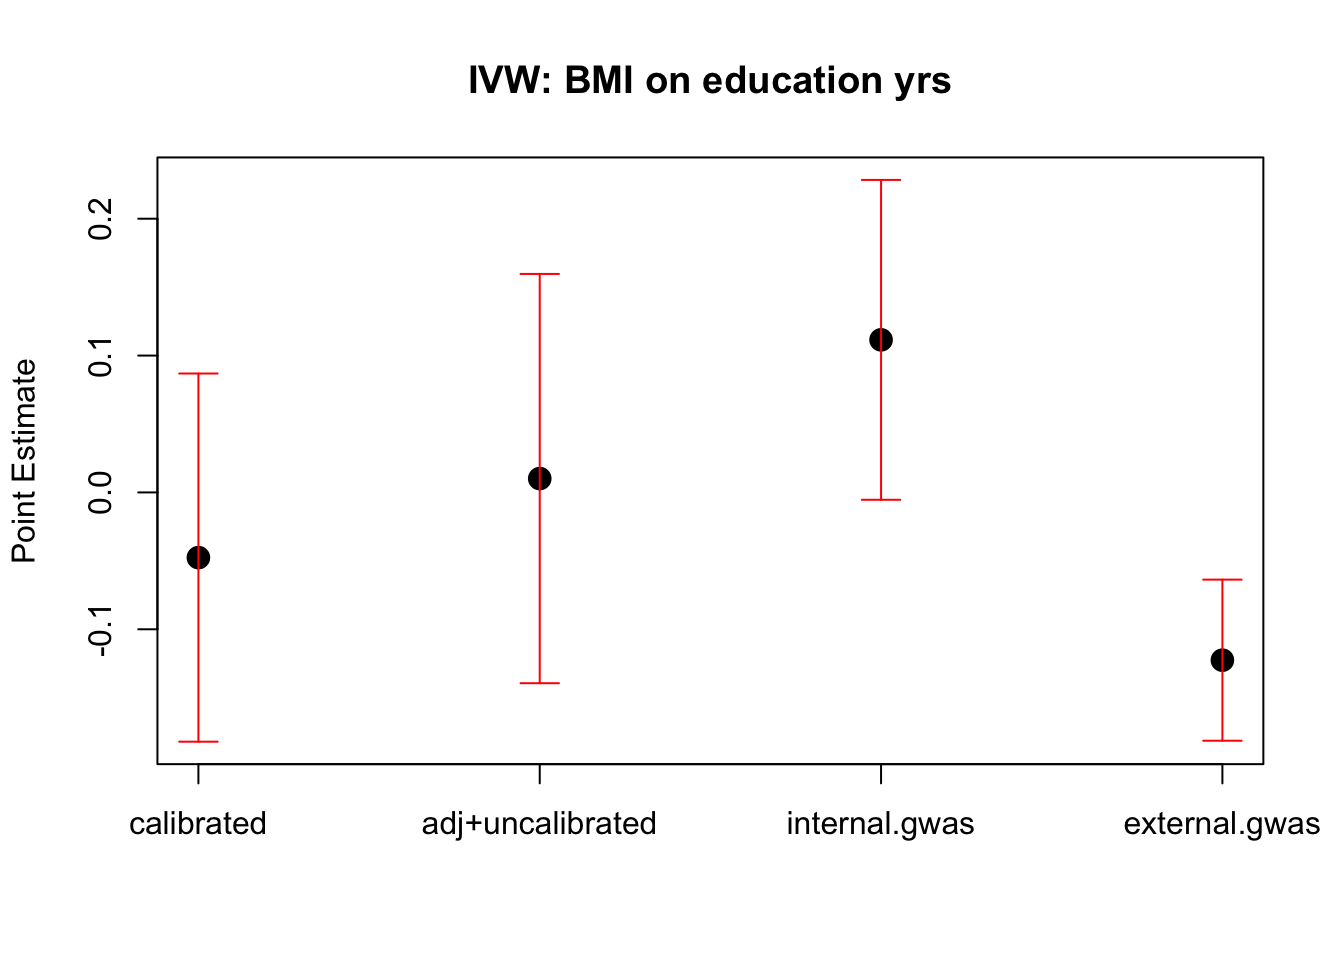 IVW: BMI on education yrs
Point Estimate
0.2
0.1
0.0
-0.1
calibrated
adj+uncalibrated
internal.gwas
external.gwas